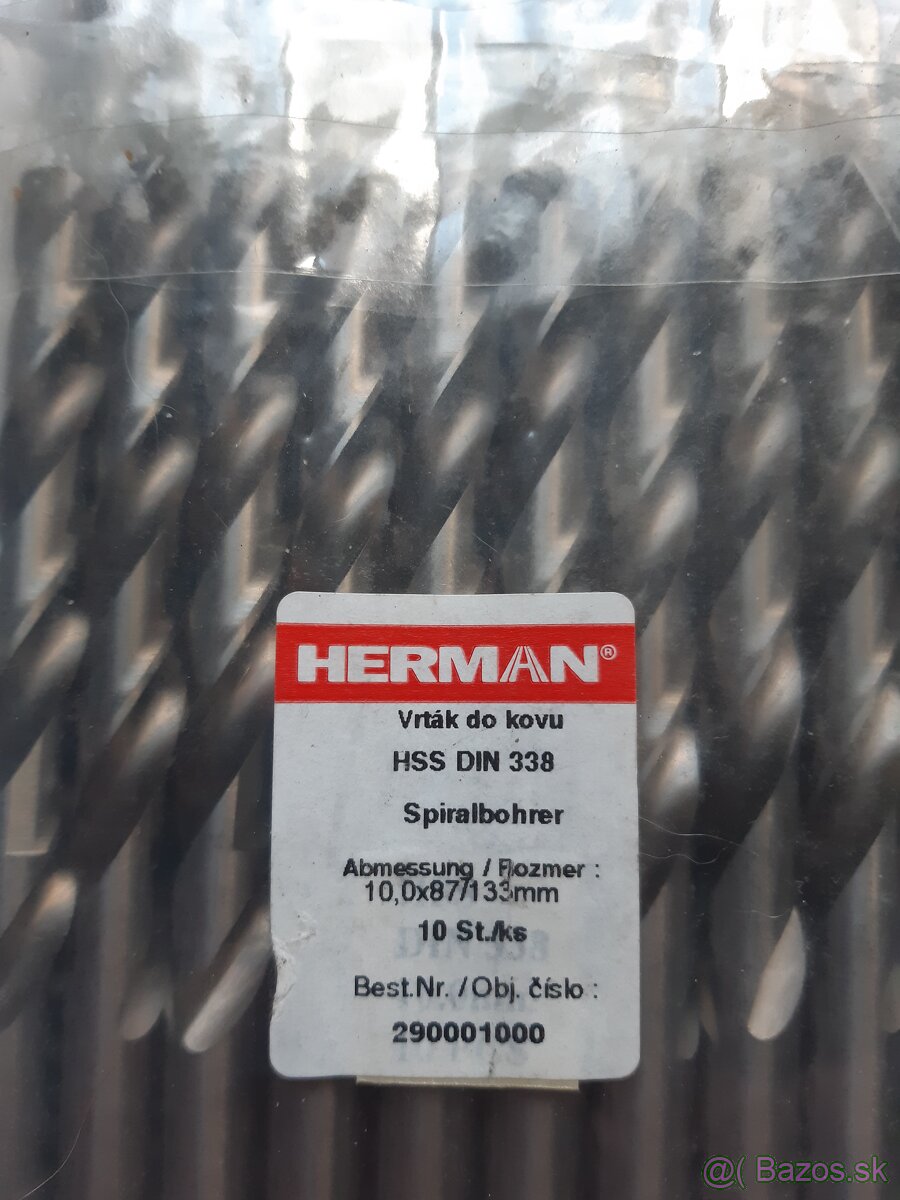 HERMAN®
Vrták do kovu
HSS DIN 338
Spiralbohrer
Abmessung / Rozmer :
10,0x87/133mm
10 St./ks
Best.Nr. / Obj. číslo :
290001000
@( Bazos.sk